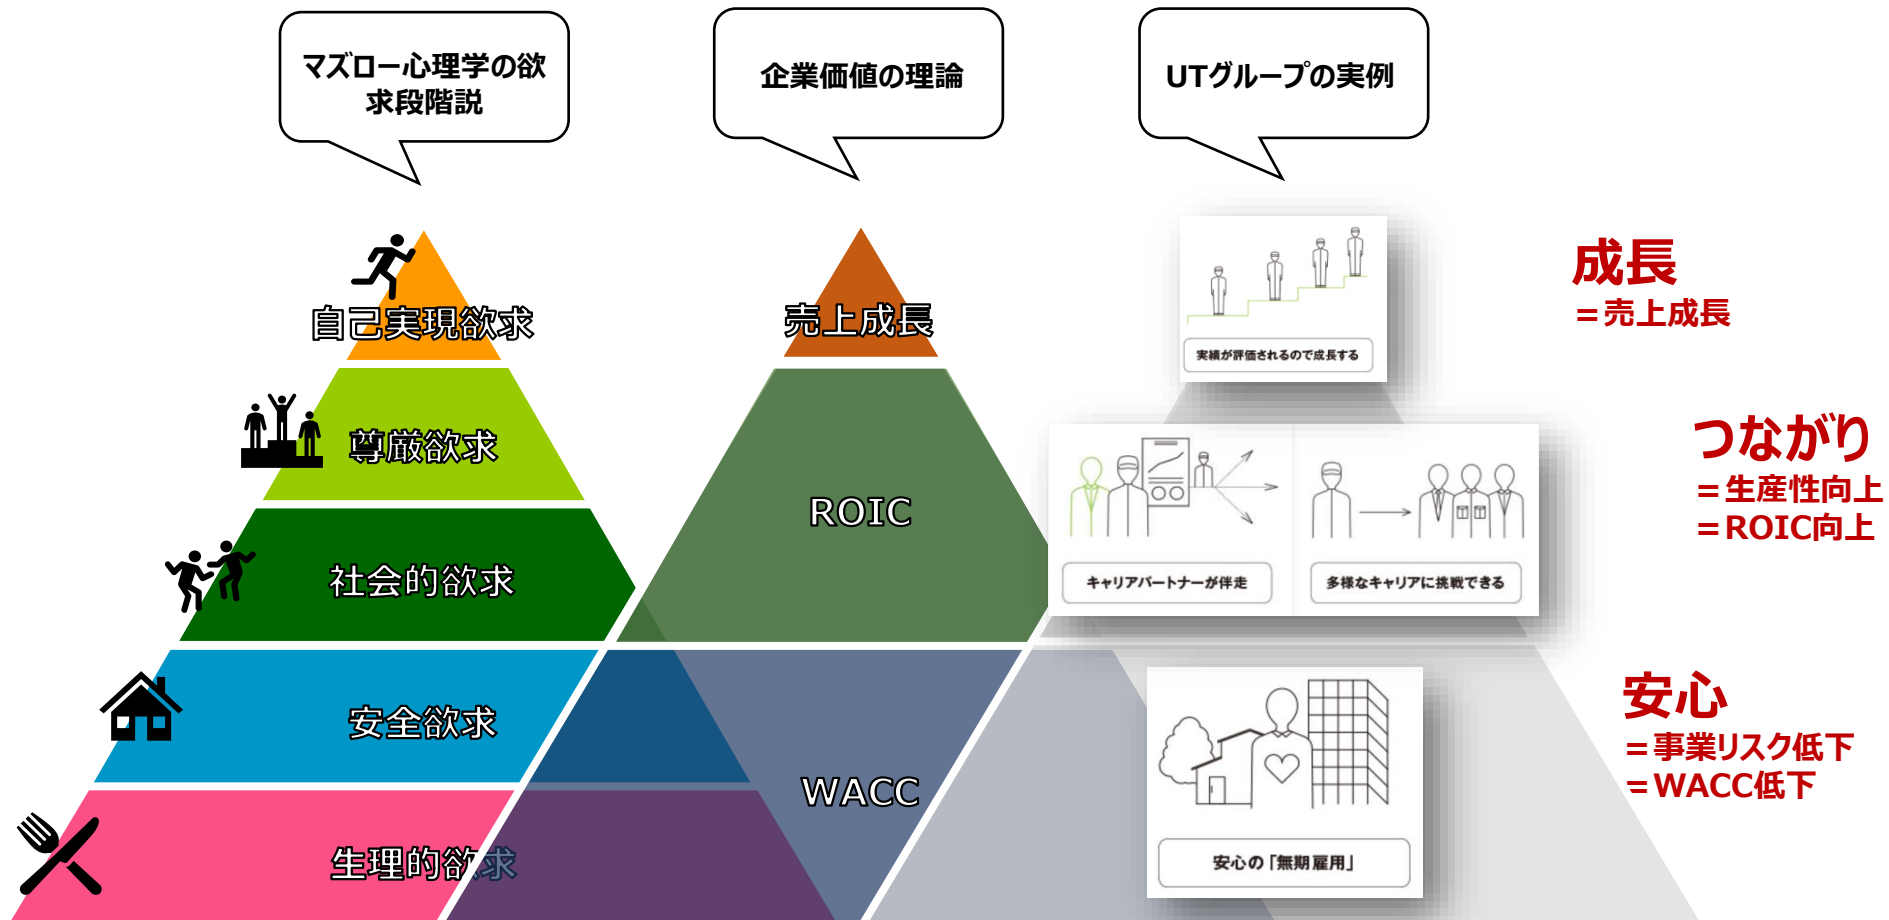 マズロー心理学の欲
求段階説
企業価値の理論
UTグループの実例
自己実現欲求
尊厳欲求
社会的欲求
安全欲求
生理的欲求
売上成長
ROIC
WACC
実績が評価されるので成長する
キャリアパートナーが伴走
多様なキャリアに挑戦できる
安心の「無期雇用」
成長
＝売上成長
つながり
＝生産性向上
＝ROIC向上
安心
＝事業リスク低下
＝WACC低下